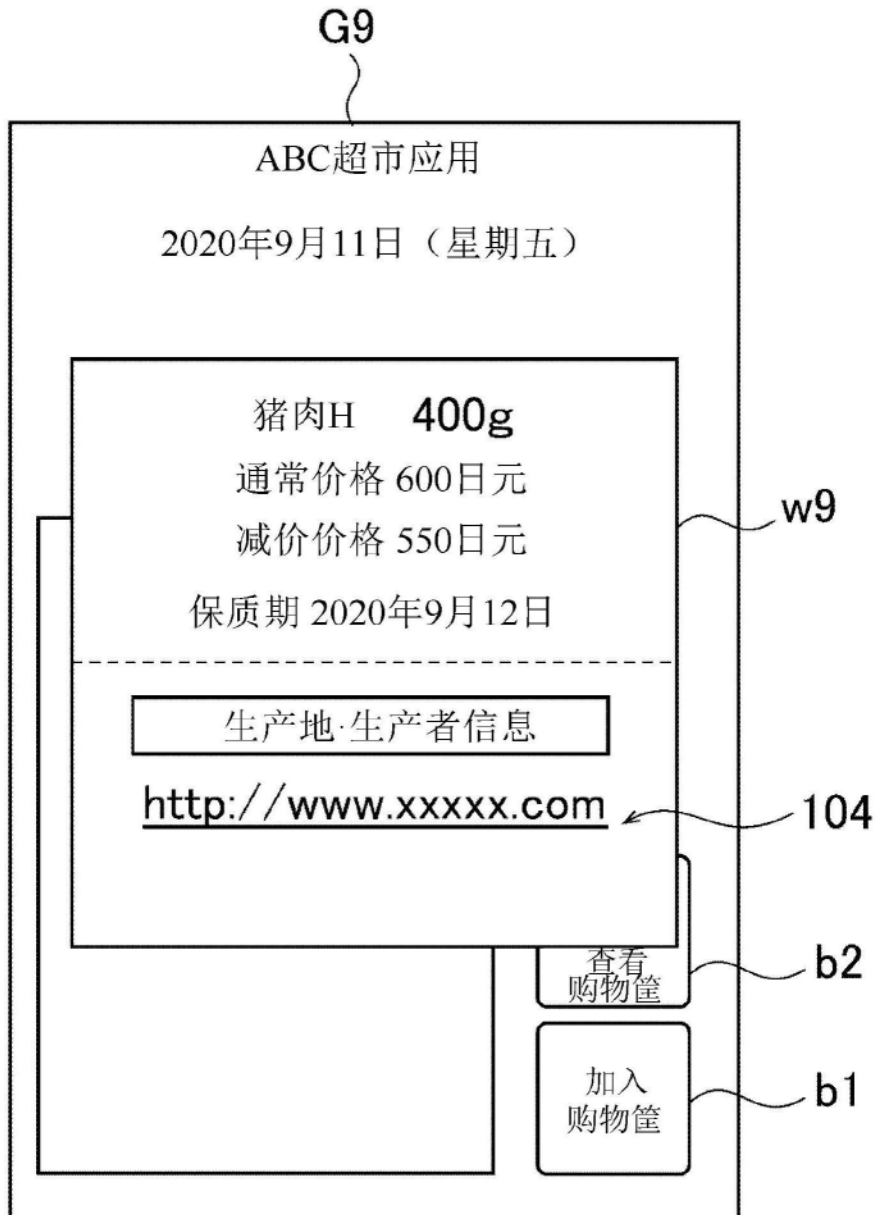 G9
ABC超市应用
2020年9月11日（星期五）
猪肉H 400g
通常价格 600日元
减价价格 550日元
w9
保质期 2020年9月12日
生产地·生产者信息
http://www.xxxxx.com
104
查看
购物筐
b2
加入
购物筐
b1